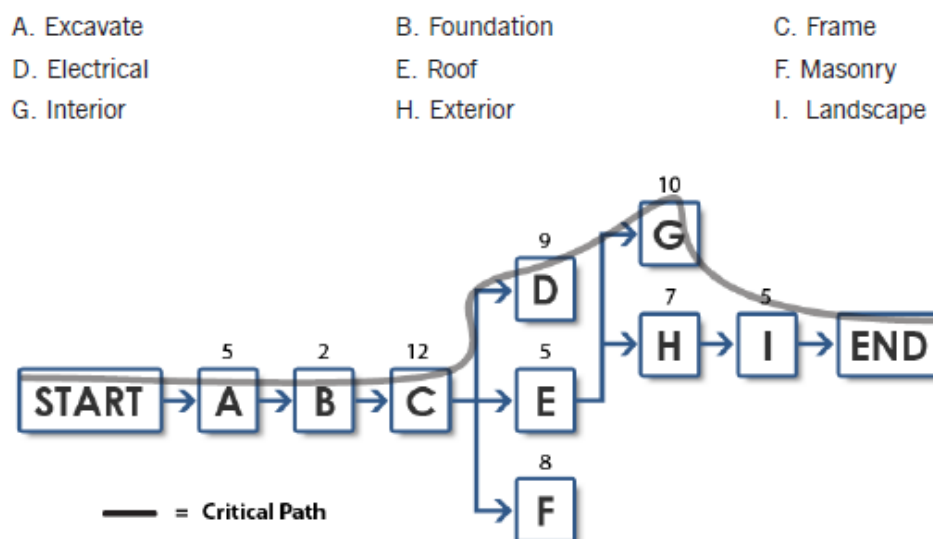 A. Excavate B. Foundation C. Frame
D. Electrical E. Roof F. Masonry
G. Interior H. Exterior I. Landscape
10
G
9
D
7 5
H I END
5 2 12 5
START A B C E
8
F
= Critical Path